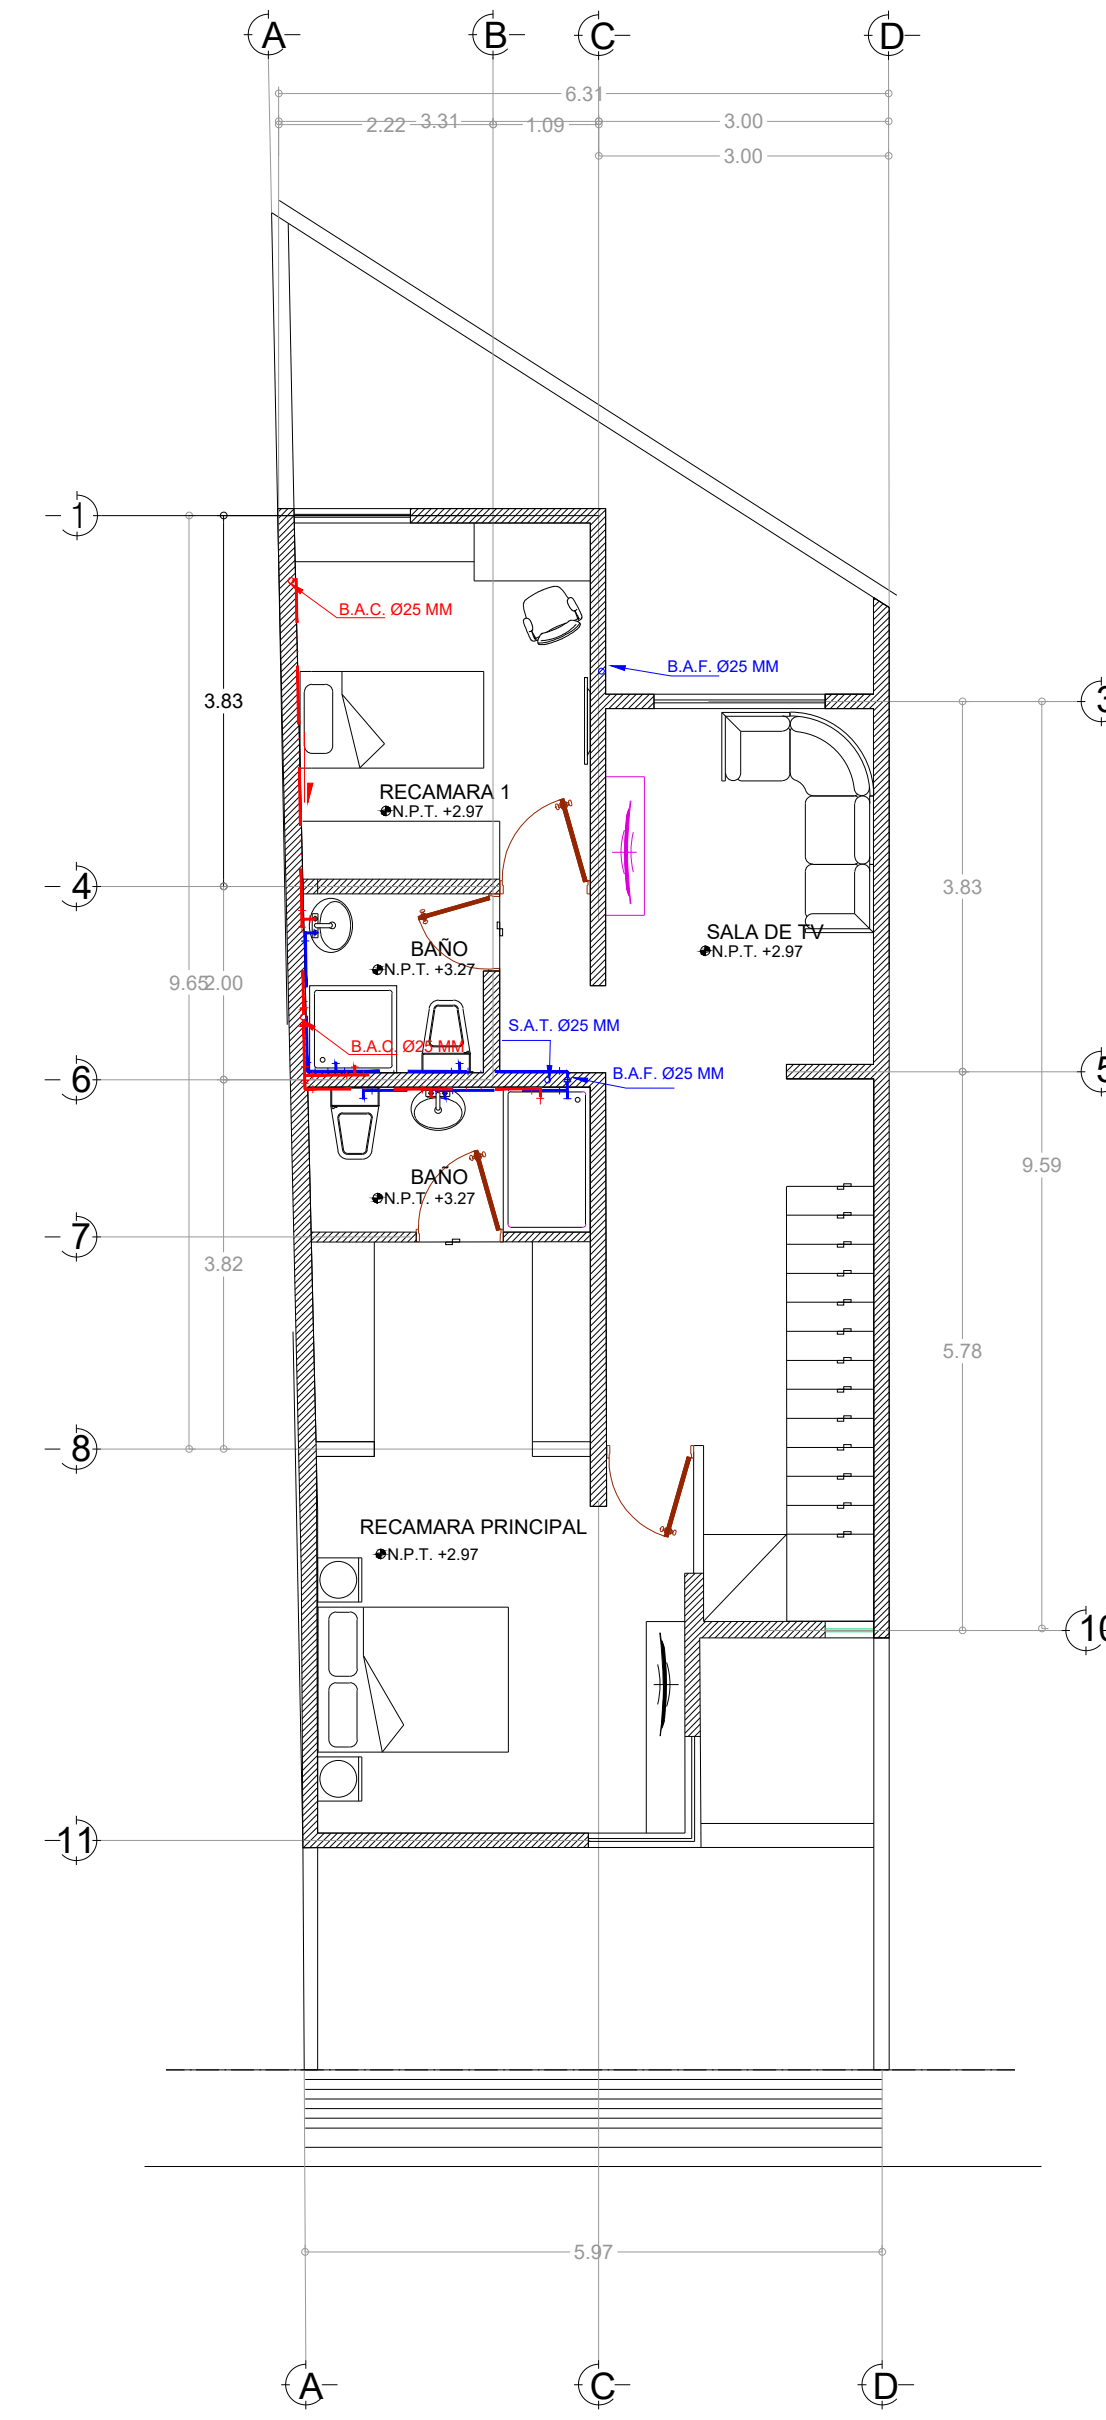 A
B
C
D
6.31
2.22
3.31
1.09
3.00
3.00
1
B.A.C. Ø25 MM
B.A.F. Ø25 MM
3
3.83
RECAMARA 1
N.P.T. +2.97
4
3.83
SALA DE TV
N.P.T. +2.97
BAÑO
N.P.T. +3.27
9.65
2.00
S.A.T. Ø25 MM
B.A.C. Ø25 MM
B.A.F. Ø25 MM
6
5
9.59
BAÑO
N.P.T. +3.27
7
3.82
5.78
8
RECAMARA PRINCIPAL
N.P.T. +2.97
10
11
5.97
A
C
D